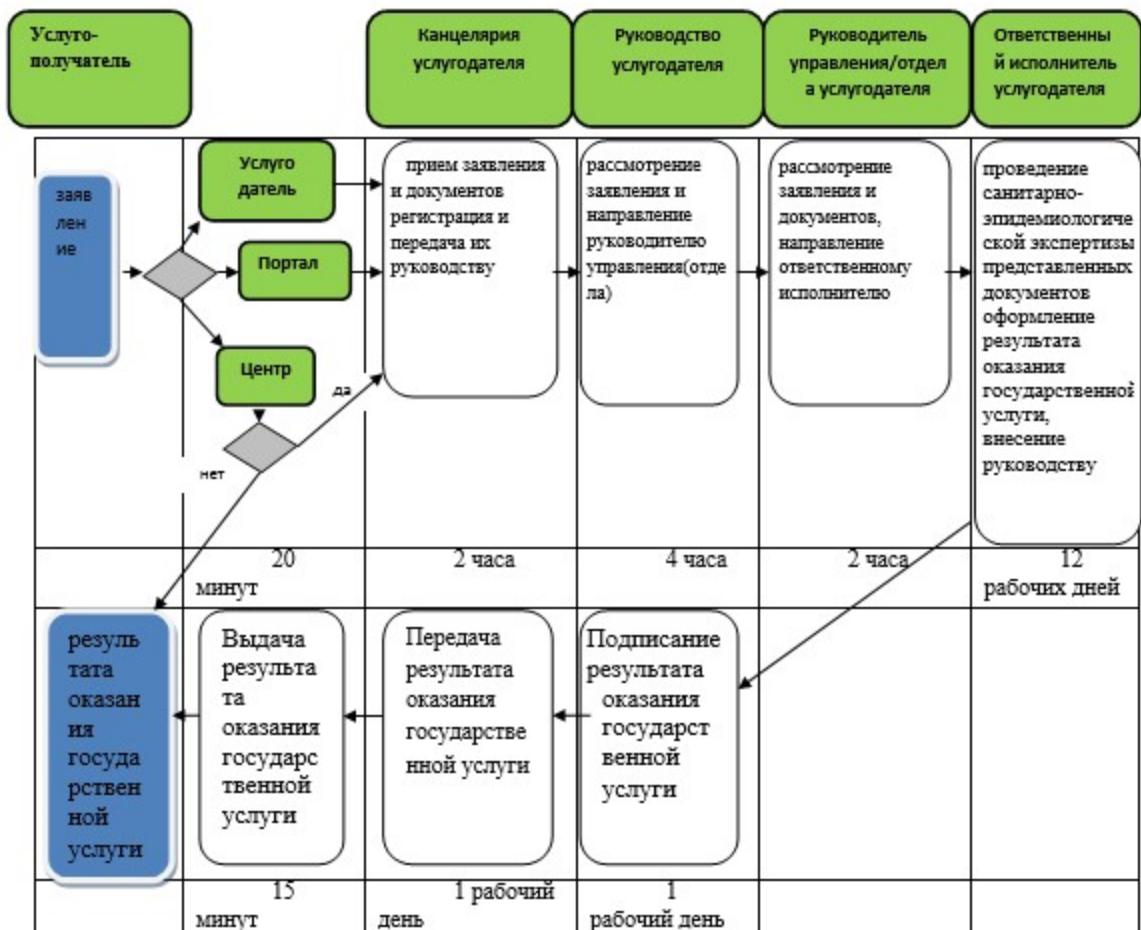 Услуго-
получатель
Канцелярия
услугодателя
Руководство
услугодателя
Руководитель
управления/отдел
а услугодателя
Ответственны
й исполнитель
услугодателя
заяв
лен
ие
Услуго
датель
Портал
Центр
да
нет
прием заявления
и документов
регистрация и
передача их
руководству
рассмотрение
заявления и
направление
руководителю
управления(отде
ла)
рассмотрение
заявления и
документов,
направление
ответственному
исполнителю
проведение
санитарно-
эпидемиологиче
ской экспертизы
представленных
документов
оформление
результата
оказания
государственной
услуги,
внесение
руководству
20
минут
2 часа
4 часа
2 часа
12
рабочих дней
резуль
тата
оказан
ия
госуда
рствен
ной
услуги
Выдача
результа
та
оказания
государс
твенной
услуги
Передача
результата
оказания
государстве
нной услуги
Подписание
результата
оказания
государст
венной
услуги
15
минут
1 рабочий
день
1
рабочий день